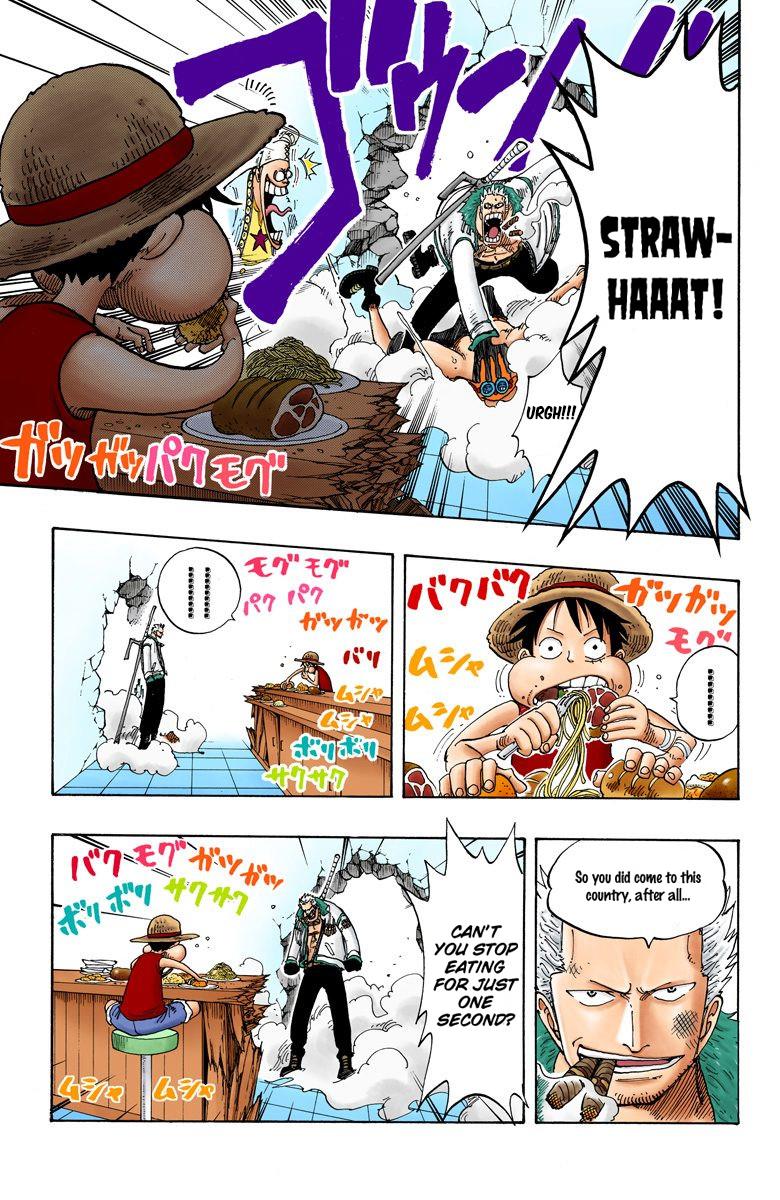 ブゥーン!
STRAW-
HAAAT!
URGH!!!
ガツガツパクモグ
バクバク
ガツガツ
モグ
ムシャ
ムシャ
!!!!!!!!!!
モグモグ
パクパク
ガツガツ
バリ
ムシャ
ムシャ
ボリボリ
サクサク
So you did come to this
country, after all...
CAN'T
YOU STOP
EATING
FOR JUST
ONE
SECOND?
バクモグガツガツ
ボリボリサクサク
ムシャ ムシャ